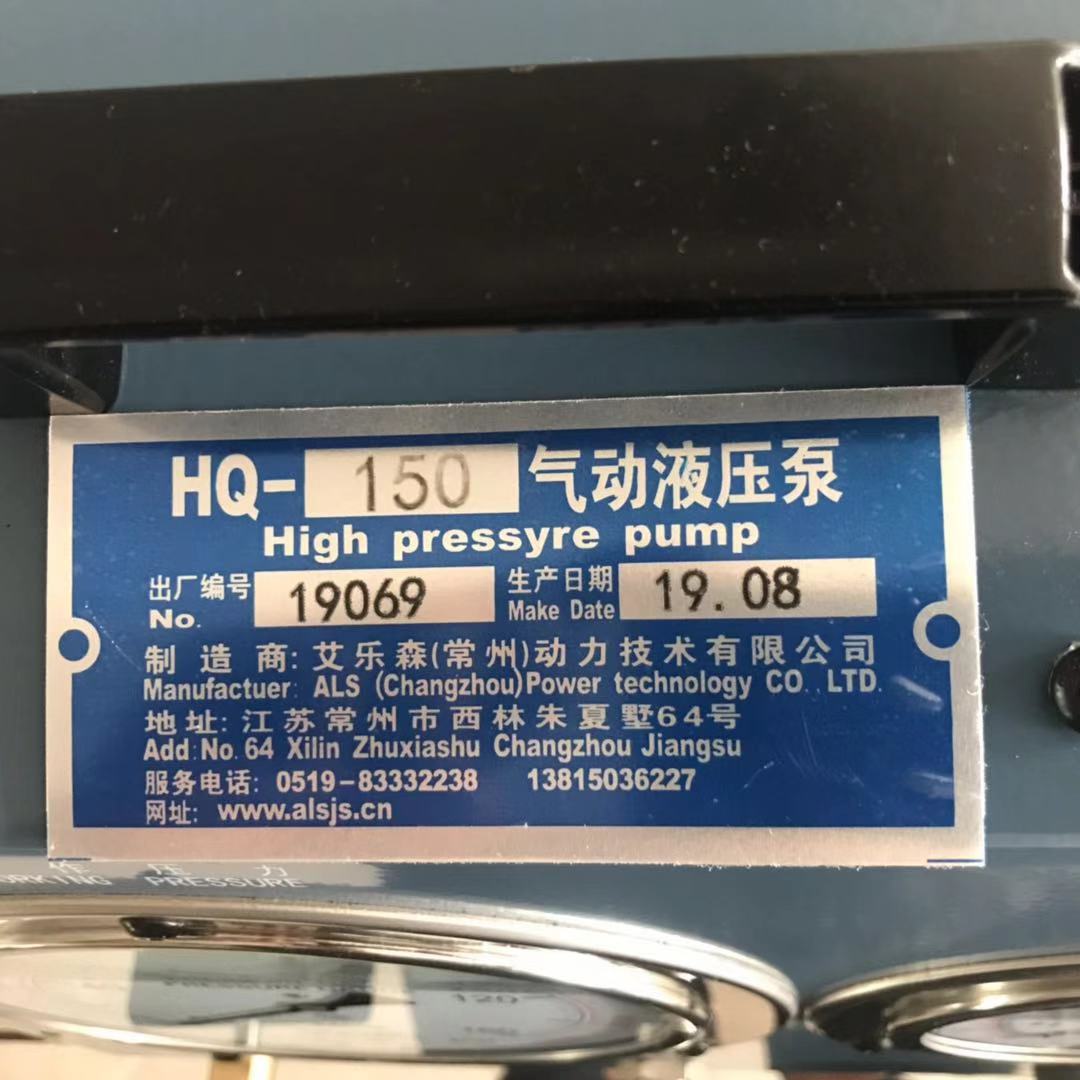 HQ-150 气动液压泵
High pressyre pump
出厂编号 19069 生产日期 19.08
No. Make Date
制造商: 艾乐森(常州)动力技术有限公司
Manufactuer: ALS (Changzhou)Power technology CO. LTD.
地址: 江苏常州市西林朱夏墅64号
Add:No.64 Xilin Zhuxiashu Changzhou Jiangsu
服务电话: 0519-83332238 13815036227
网址: www.alsjs.cn
作 压 力
PRESSURE
120